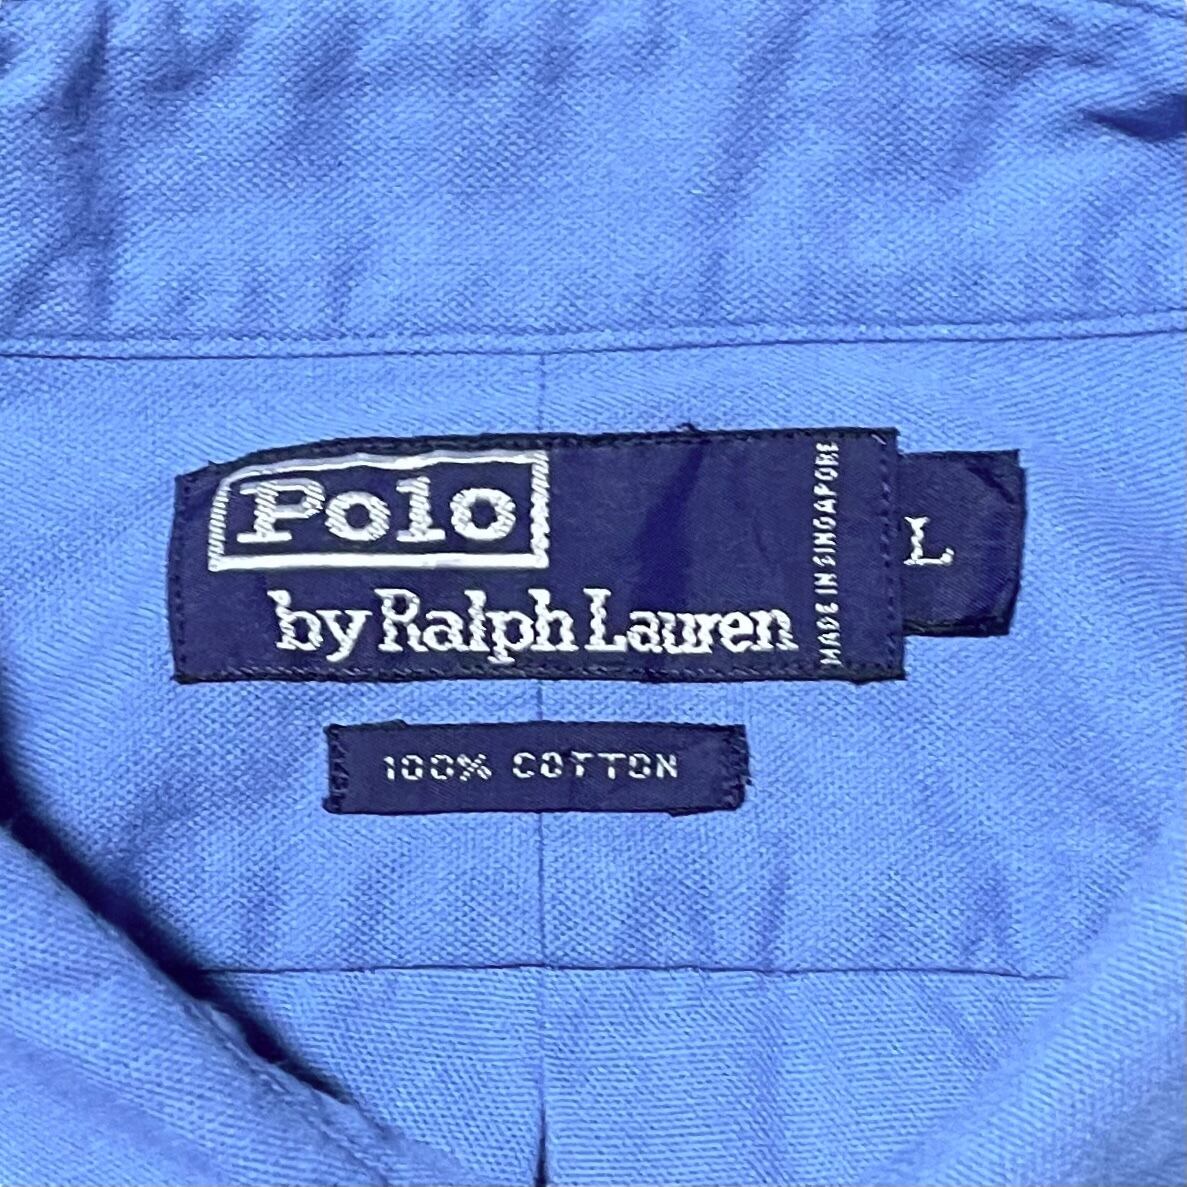 Polo
by Ralph Lauren
MADE IN SINGAPORE
L
100% COTTON